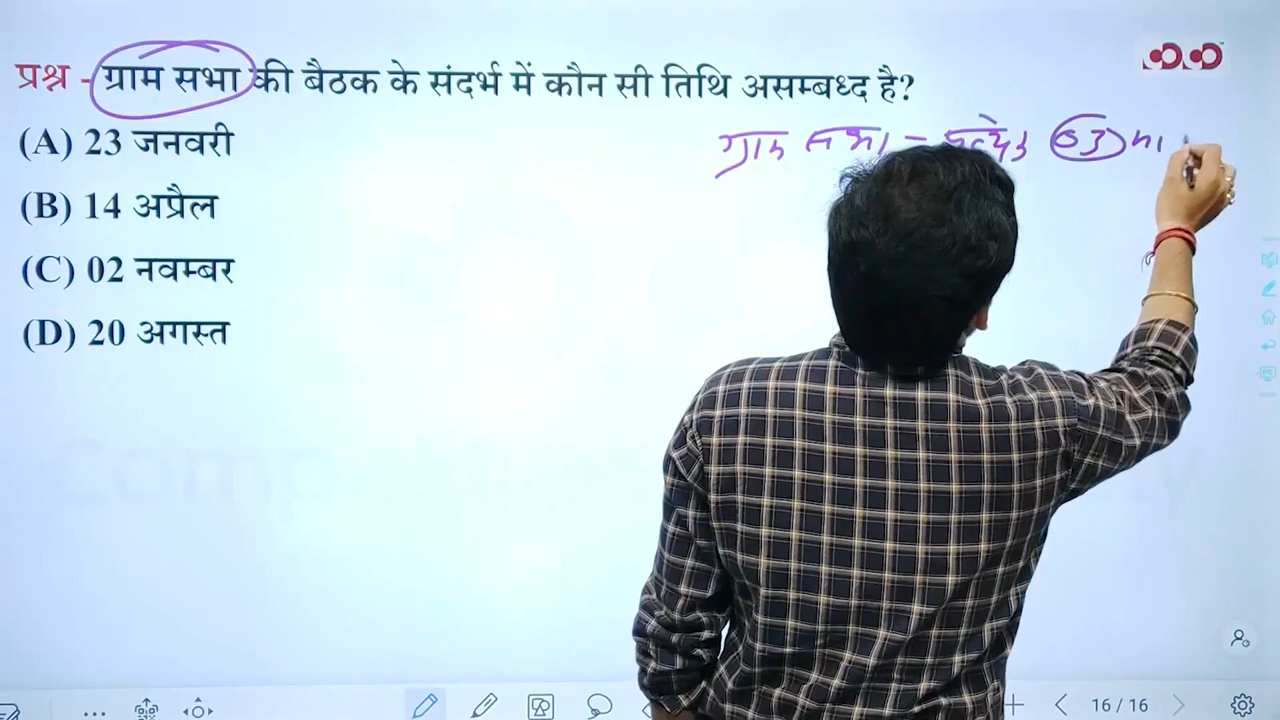 प्रश्न - ग्राम सभा की बैठक के संदर्भ में कौन सी तिथि असम्बध्द है?
(A) 23 जनवरी
ग्राम सभा - प्रत्येक 03 मा
(B) 14 अप्रैल
(C) 02 नवम्बर
(D) 20 अगस्त
16 / 16